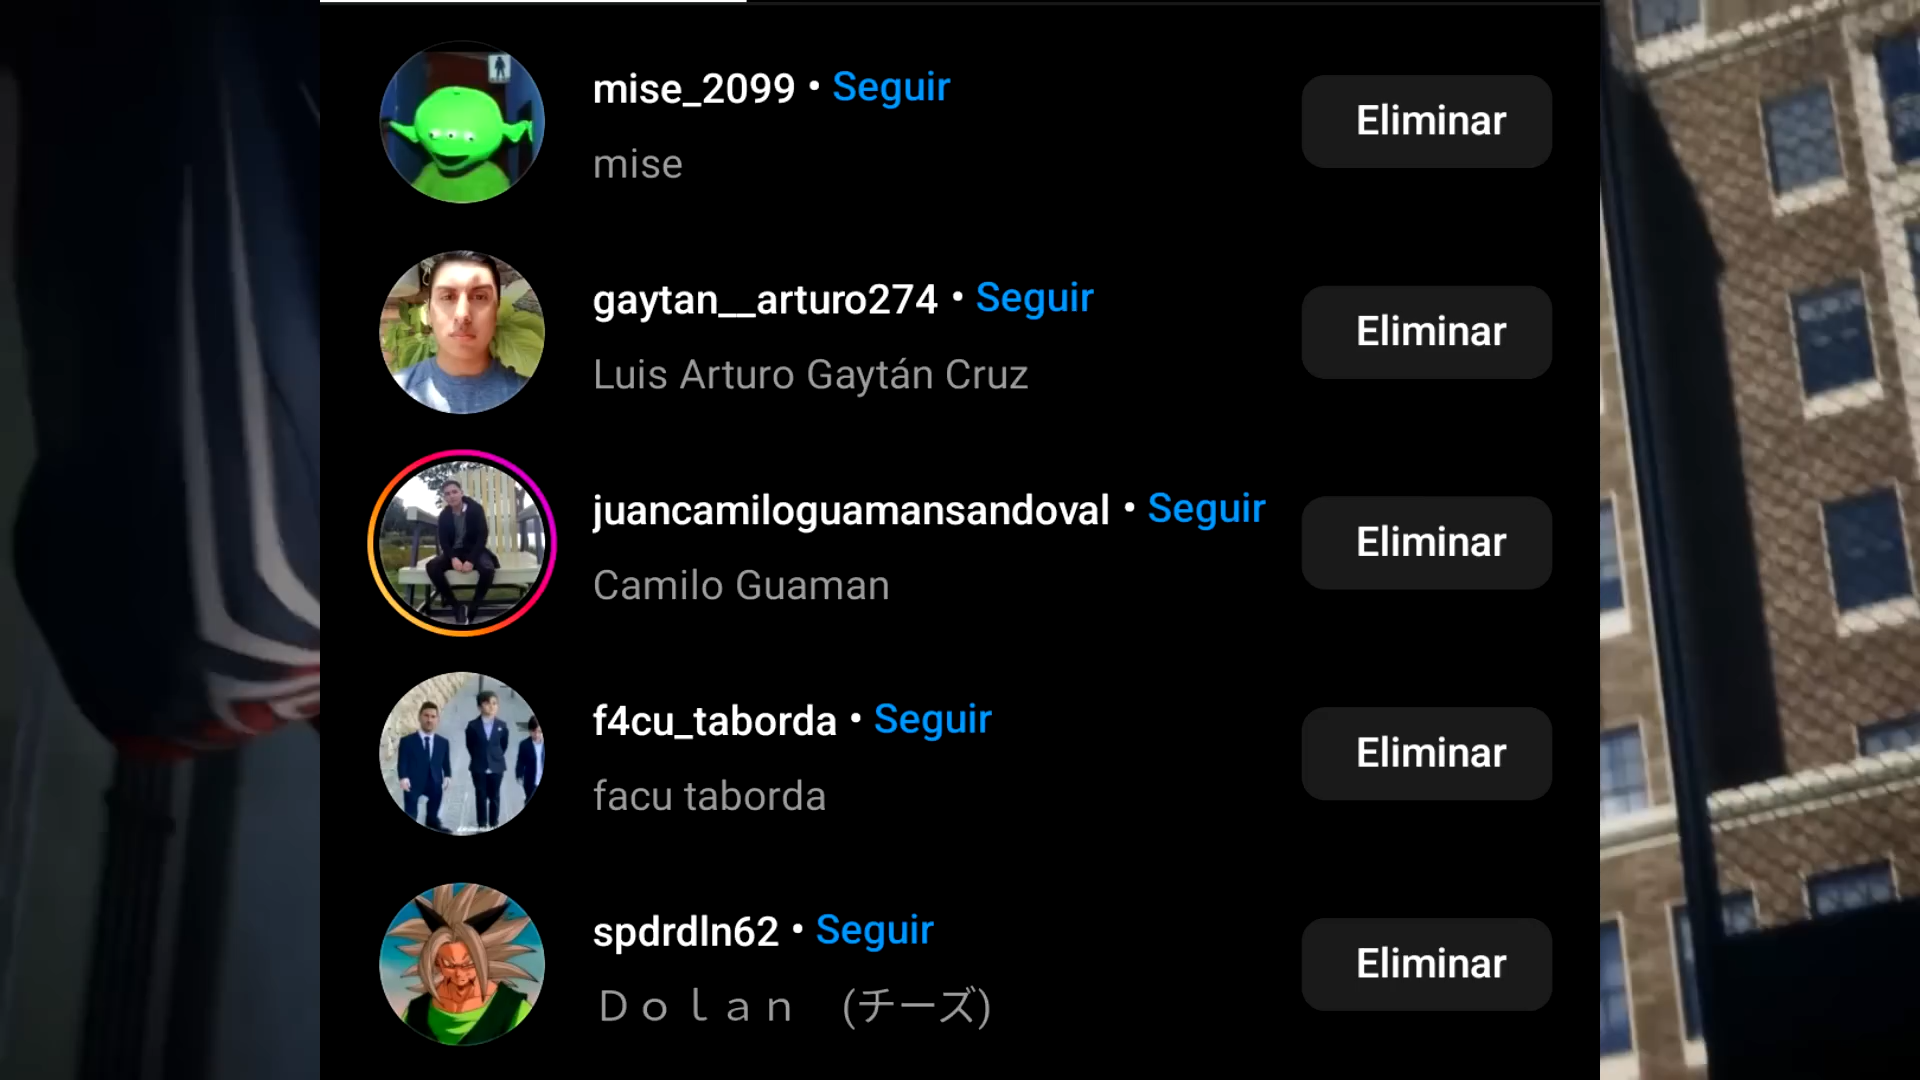 mise_2099 • Seguir
mise
Eliminar
gaytan__arturo274 • Seguir
Luis Arturo Gaytán Cruz
Eliminar
juancamiloguamansandoval • Seguir
Camilo Guaman
Eliminar
f4cu_taborda • Seguir
facu taborda
Eliminar
spdrdln62 • Seguir
Ｄｏｌａｎ　(チーズ)
Eliminar